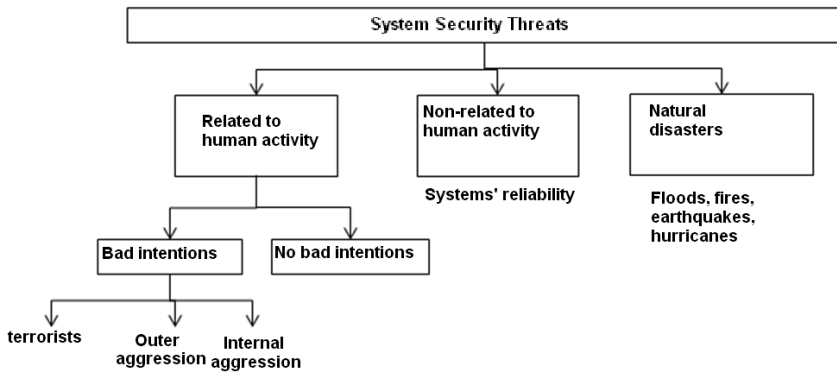 System Security Threats
Related to
human activity
Non-related to
human activity
Natural
disasters
Systems' reliability
Floods, fires,
earthquakes,
hurricanes
Bad intentions
No bad intentions
terrorists
Outer
aggression
Internal
aggression